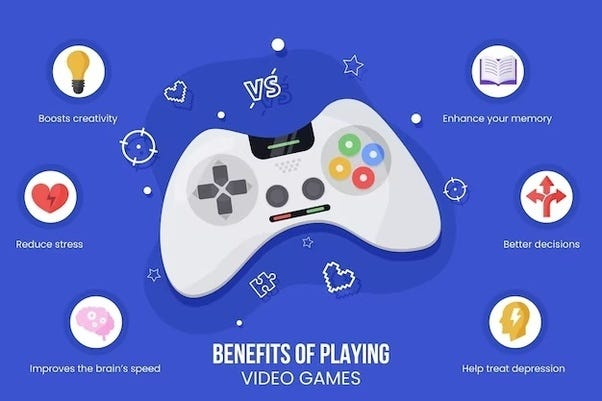 VS
Boosts creativity
Enhance your memory
Reduce stress
Better decisions
BENEFITS OF PLAYING
VIDEO GAMES
Improves the brain's speed
Help treat depression